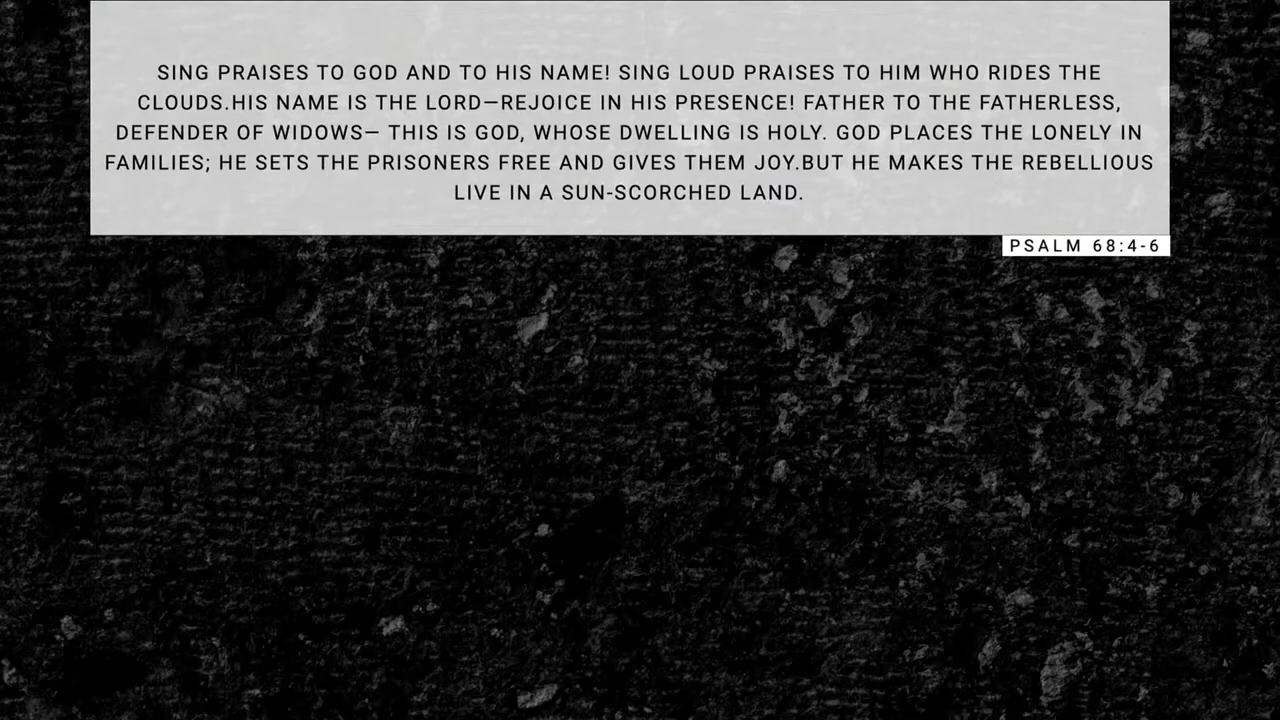 SING PRAISES TO GOD AND TO HIS NAME! SING LOUD PRAISES TO HIM WHO RIDES THE
CLOUDS.HIS NAME IS THE LORD—REJOICE IN HIS PRESENCE! FATHER TO THE FATHERLESS,
DEFENDER OF WIDOWS— THIS IS GOD, WHOSE DWELLING IS HOLY. GOD PLACES THE LONELY IN
FAMILIES; HE SETS THE PRISONERS FREE AND GIVES THEM JOY.BUT HE MAKES THE REBELLIOUS
LIVE IN A SUN-SCORCHED LAND.
PSALM 68:4-6